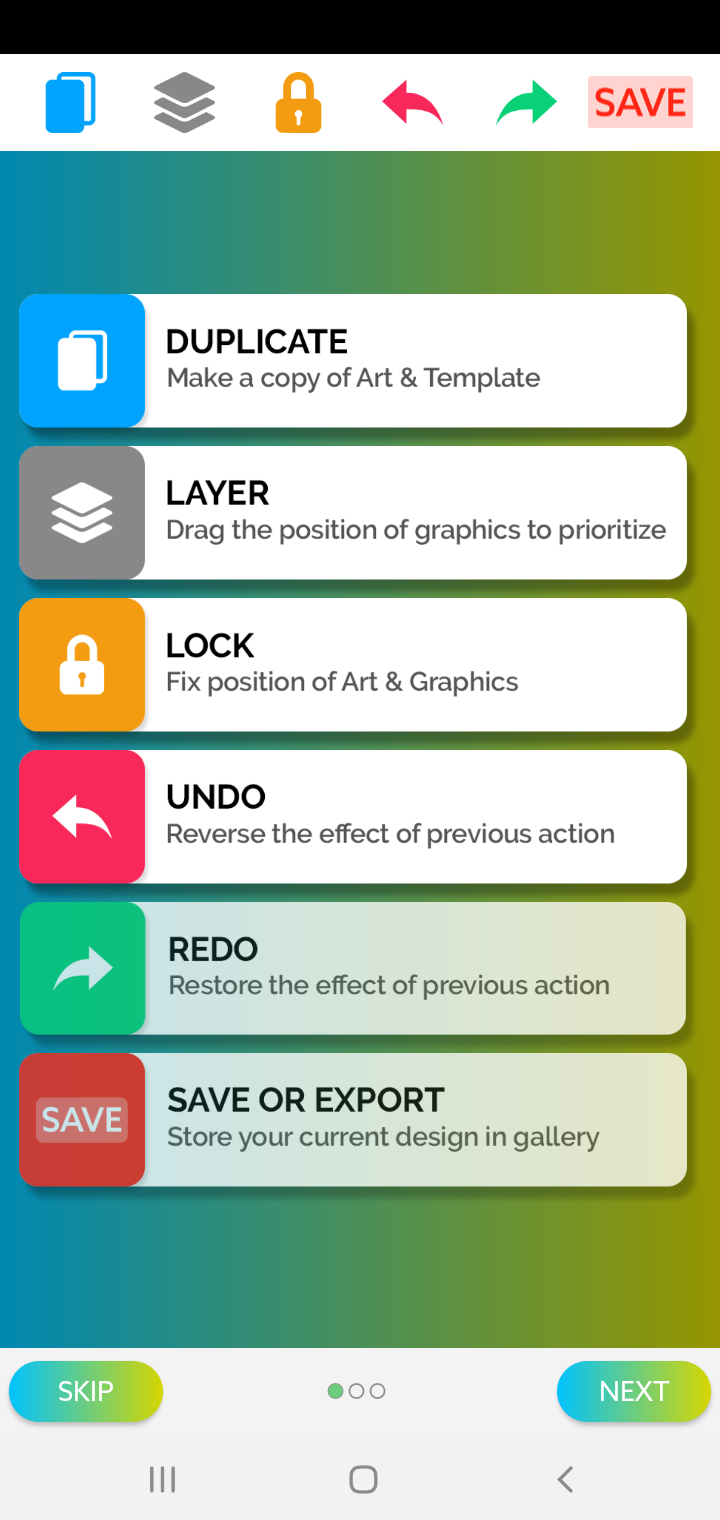 SAVE
DUPLICATE
Make a copy of Art & Template
LAYER
Drag the position of graphics to prioritize
LOCK
Fix position of Art & Graphics
UNDO
Reverse the effect of previous action
REDO
Restore the effect of previous action
SAVE
SAVE OR EXPORT
Store your current design in gallery
SKIP
NEXT